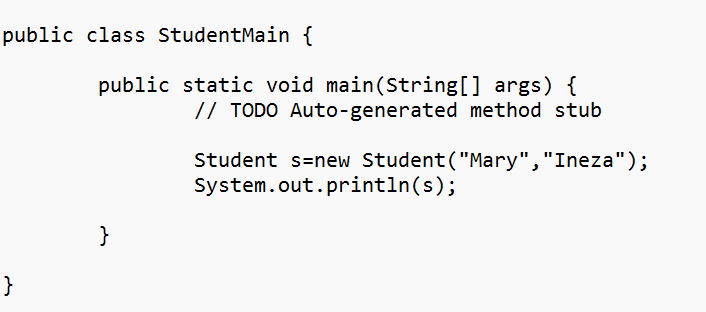 public class StudentMain {
public static void main(String[] args) {
// TODO Auto-generated method stub
Student s=new Student("Mary","Ineza");
System.out.println(s);
}
}